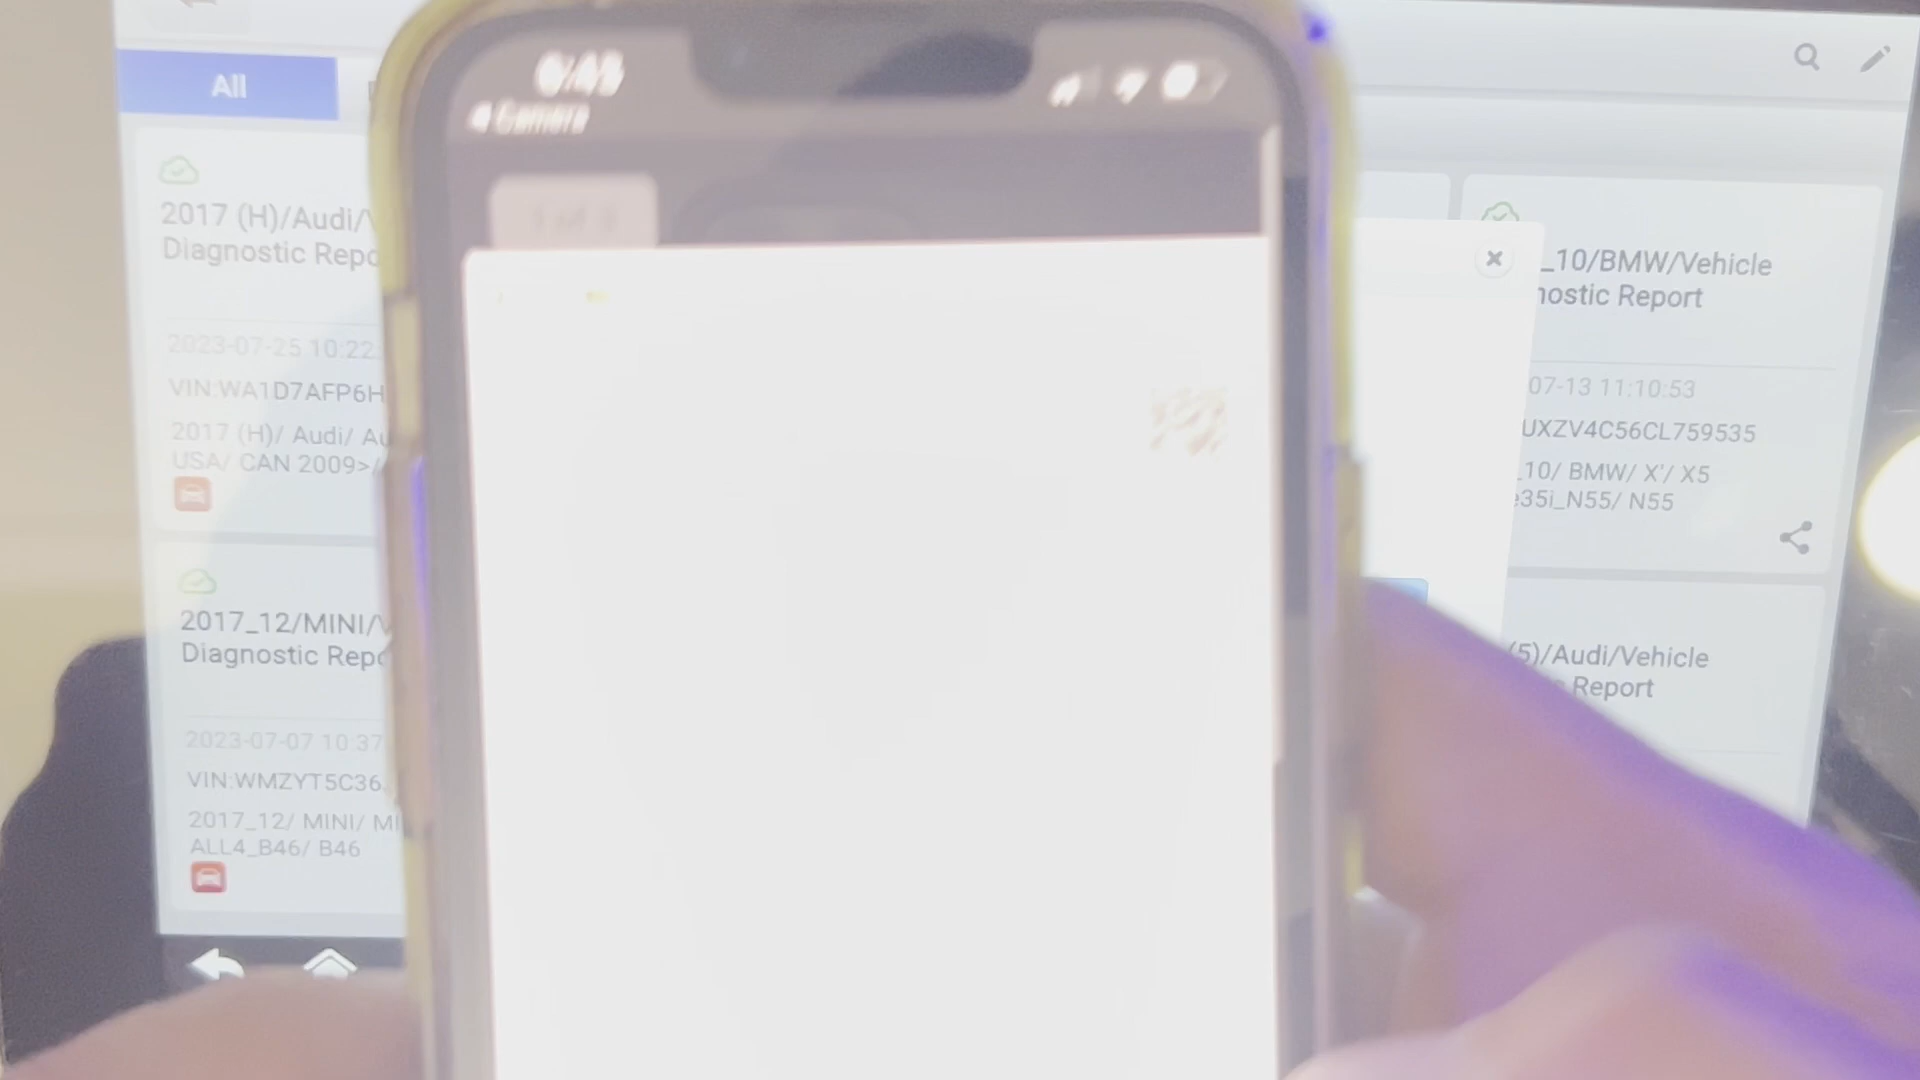 All
2017 (H)/Audi/
Diagnostic Repo
2023-07-25 10:22
VIN:WA1D7AFP6H
2017 (H)/ Audi/ Au
USA/ CAN 2009>/
2017_12/MINI/V
Diagnostic Repo
2023-07-07 10:37
VIN:WMZYT5C36
2017_12/ MINI/ MI
ALL4_B46/ B46
Camera
_10/BMW/Vehicle
nostic Report
07-13 11:10:53
UXZV4C56CL759535
_10/ BMW/ X'/ X5
e35i_N55/ N55
(5)/Audi/Vehicle
Report